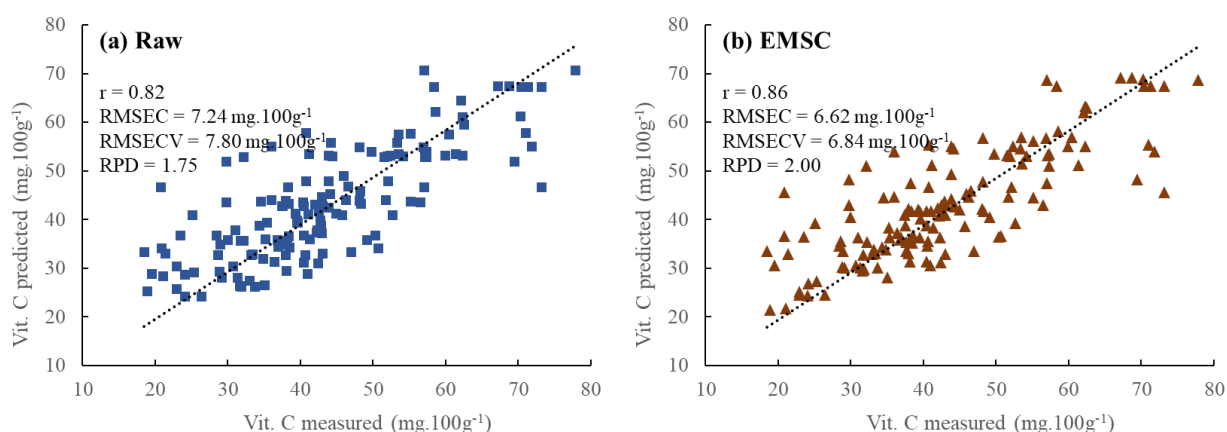 (a) Raw
r = 0.82
RMSEC = 7.24 mg.100g⁻¹
RMSECV = 7.80 mg.100g⁻¹
RPD = 1.75
Vit. C predicted (mg.100g⁻¹)
80
70
60
50
40
30
20
10
10 20 30 40 50 60 70 80
Vit. C measured (mg.100g⁻¹)
(b) EMSC
r = 0.86
RMSEC = 6.62 mg.100g⁻¹
RMSECV = 6.84 mg.100g⁻¹
RPD = 2.00
Vit. C predicted (mg.100g⁻¹)
80
70
60
50
40
30
20
10
10 20 30 40 50 60 70 80
Vit. C measured (mg.100g⁻¹)